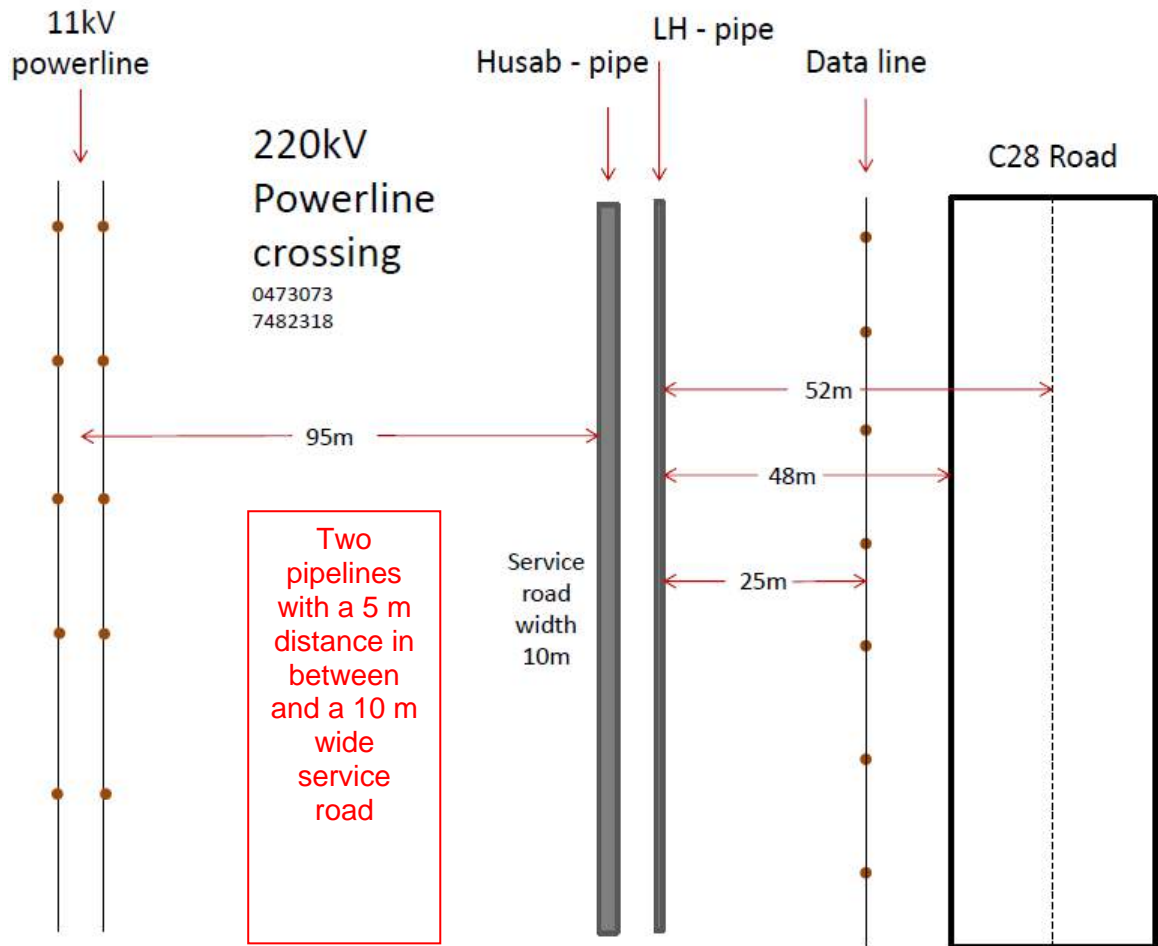 11kV
powerline
Husab - pipe
LH - pipe
Data line
C28 Road
220kV
Powerline
crossing
0473073
7482318
52m
95m
48m
25m
Service
road
width
10m
Two
pipelines
with a 5 m
distance in
between
and a 10 m
wide
service
road